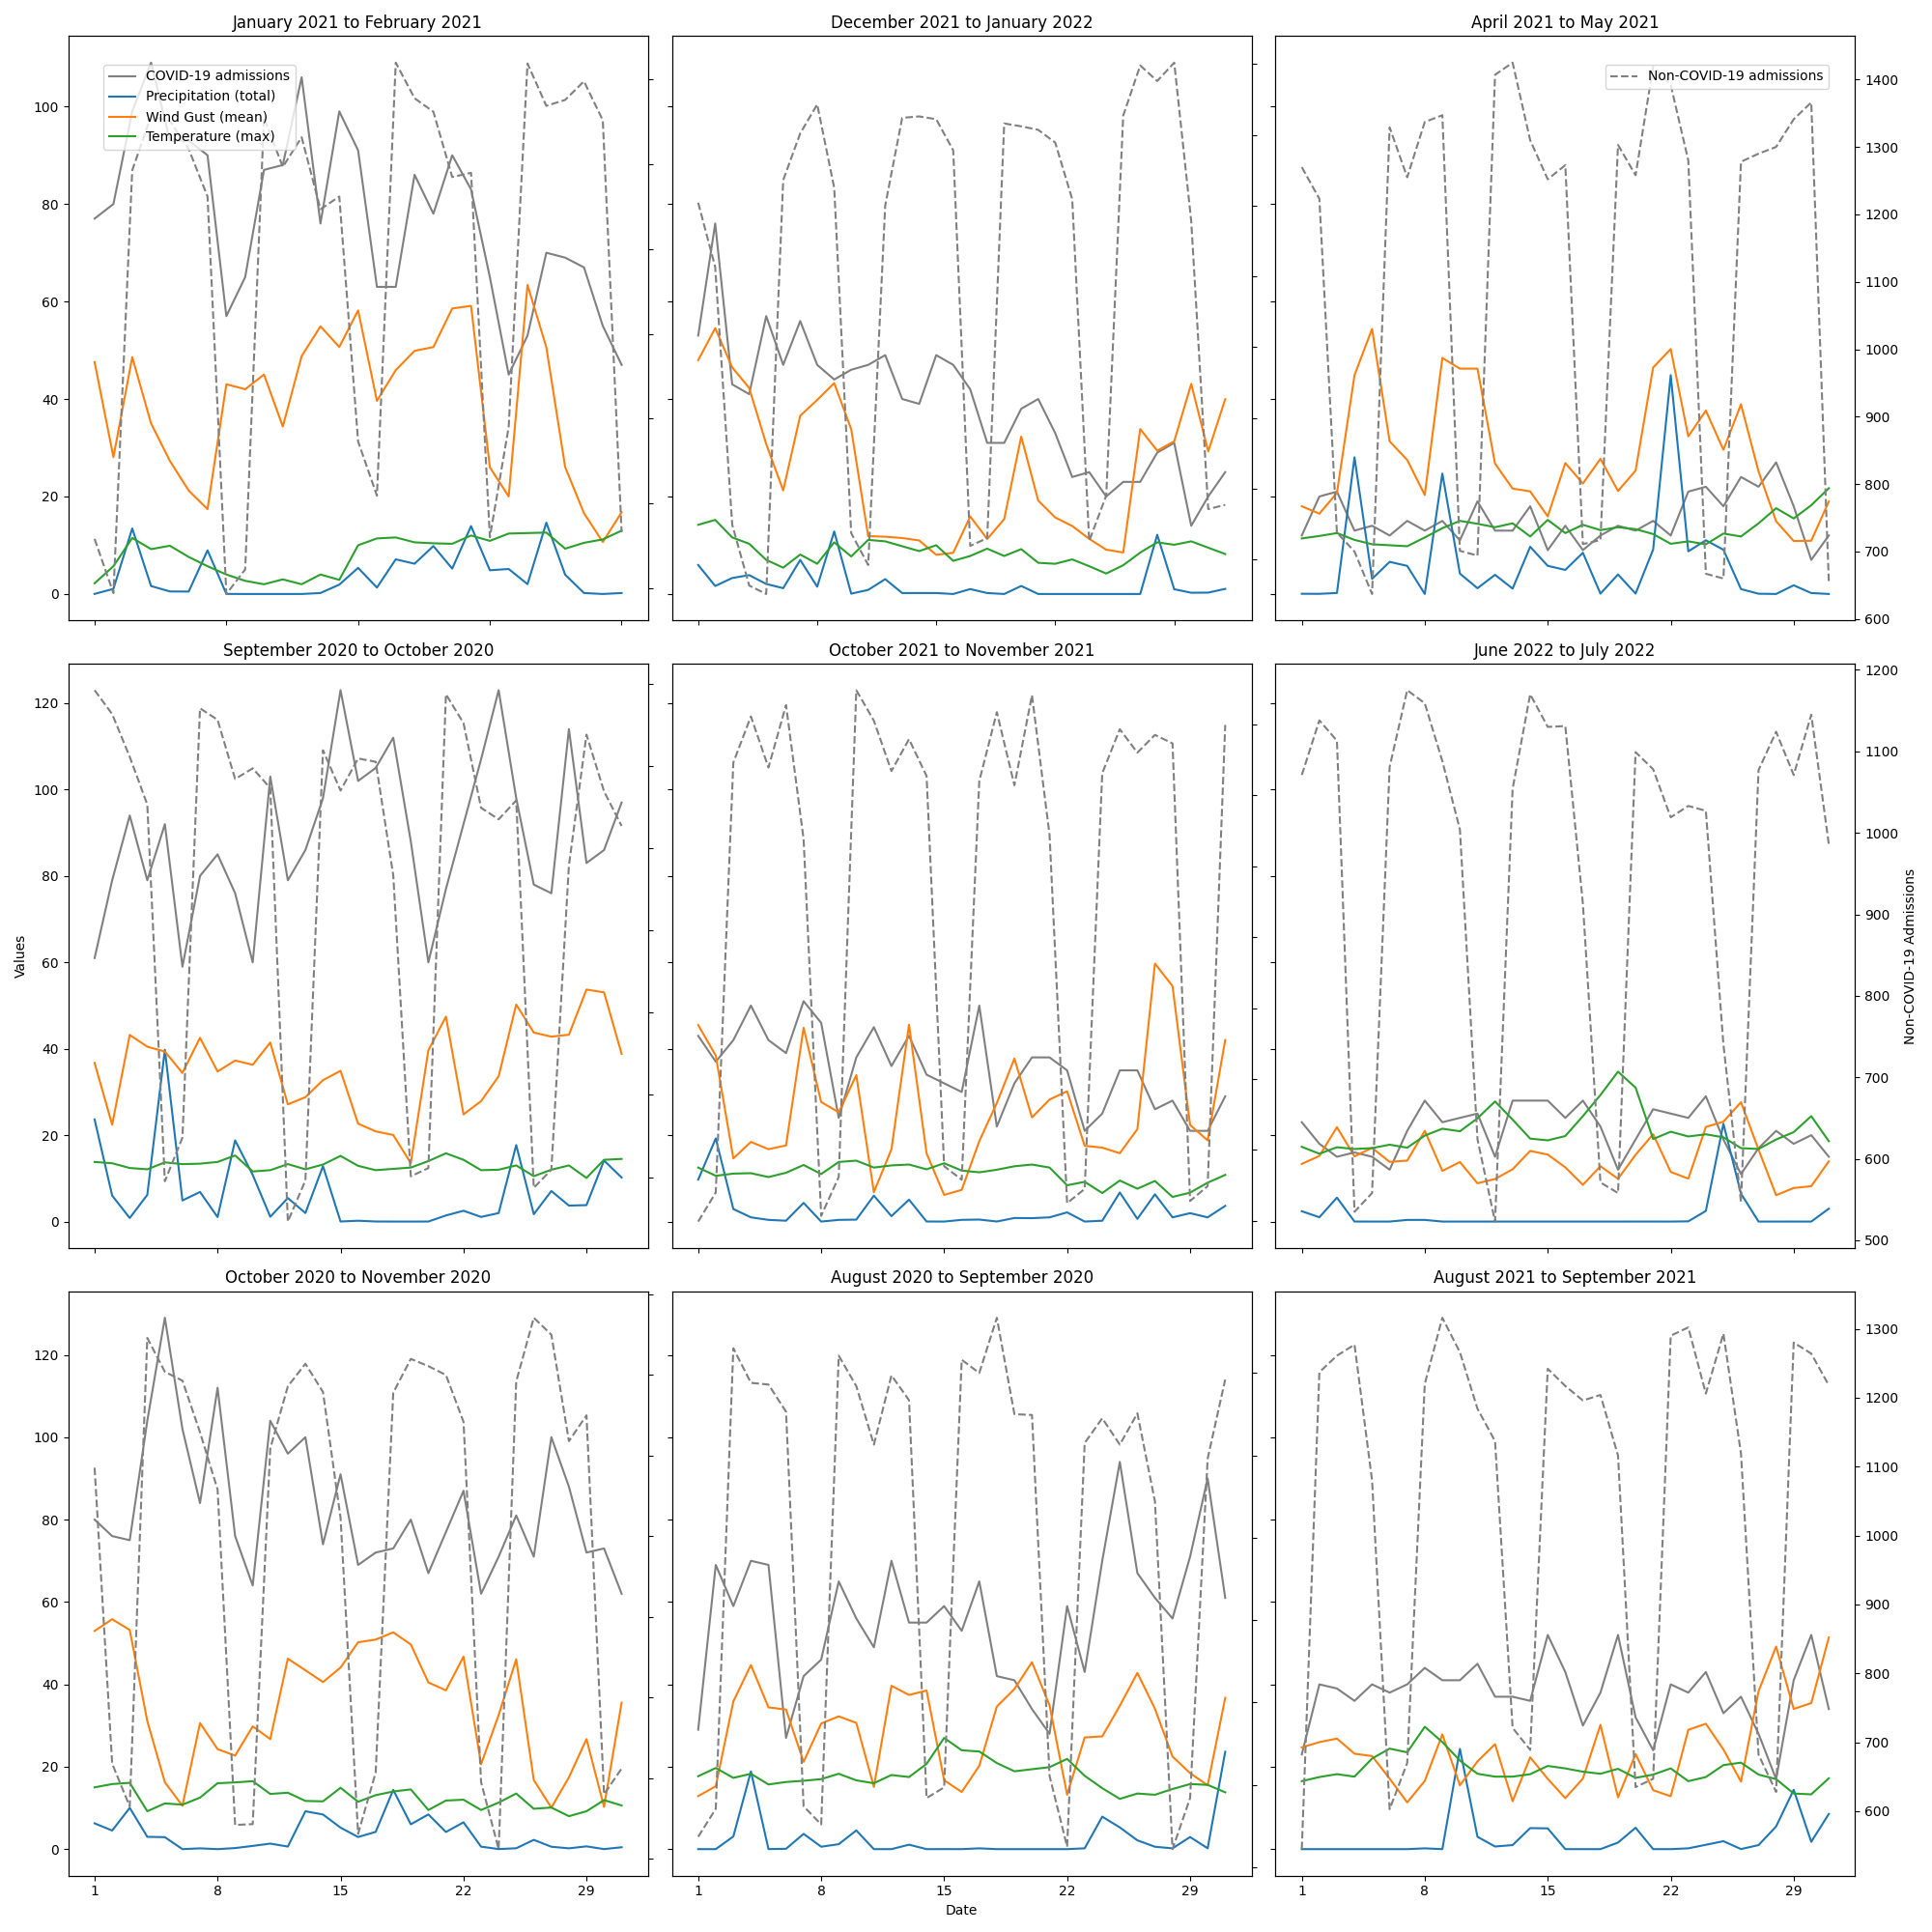 January 2021 to February 2021
December 2021 to January 2022
April 2021 to May 2021
COVID-19 admissions
Precipitation (total)
Wind Gust (mean)
Temperature (max)
Non-COVID-19 admissions
100
80
60
40
20
0
1400
1300
1200
1100
1000
900
800
700
600
September 2020 to October 2020
October 2021 to November 2021
June 2022 to July 2022
120
100
80
60
40
20
0
Values
1200
1100
1000
900
800
700
600
500
Non-COVID-19 Admissions
October 2020 to November 2020
August 2020 to September 2020
August 2021 to September 2021
120
100
80
60
40
20
0
1300
1200
1100
1000
900
800
700
600
1 8 15 22 29
1 8 15 22 29
1 8 15 22 29
Date